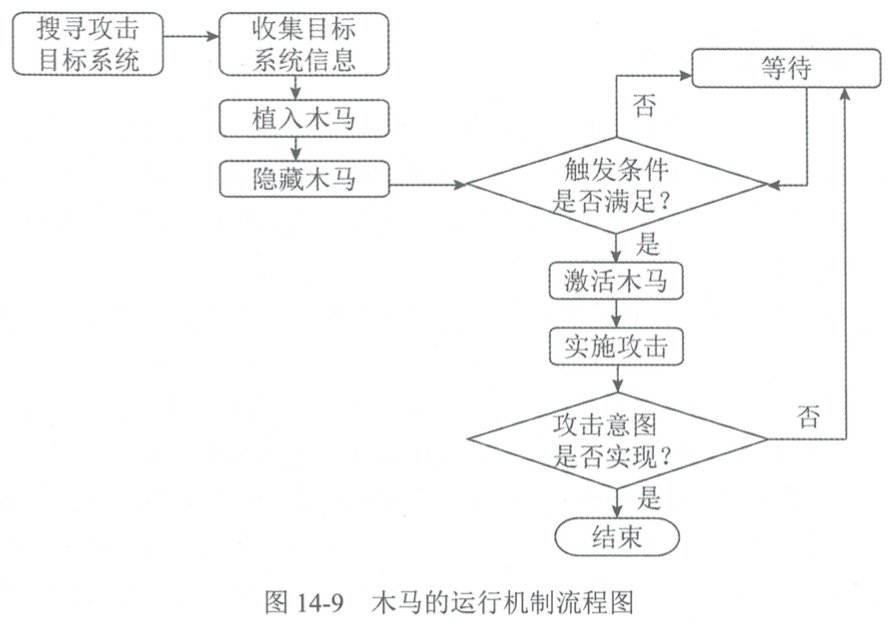 搜寻攻击
目标系统
收集目标
系统信息
植入木马
隐藏木马
等待
否
触发条件
是否满足？
是
激活木马
实施攻击
攻击意图
是否实现？
否
是
结束
图 14-9 木马的运行机制流程图